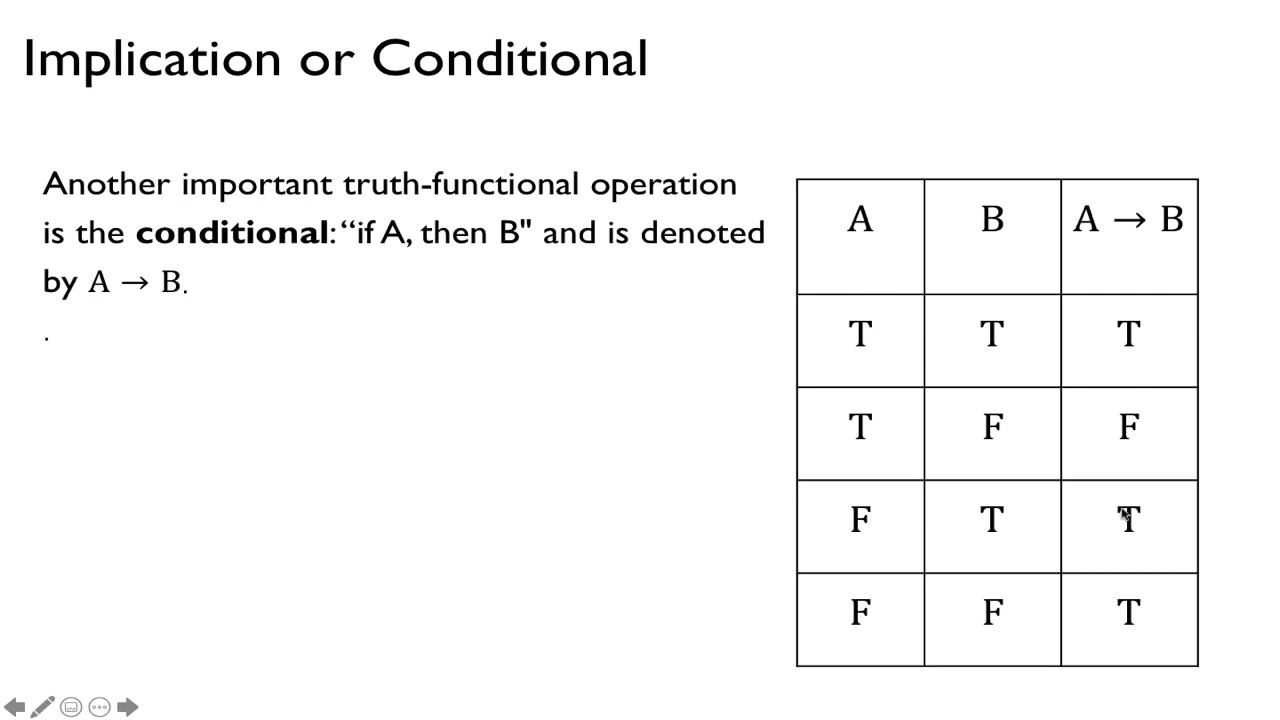 Implication or Conditional
Another important truth-functional operation
is the conditional: “if A, then B" and is denoted
by A → B.
.
A B A → B
T T T
T F F
F T T
F F T